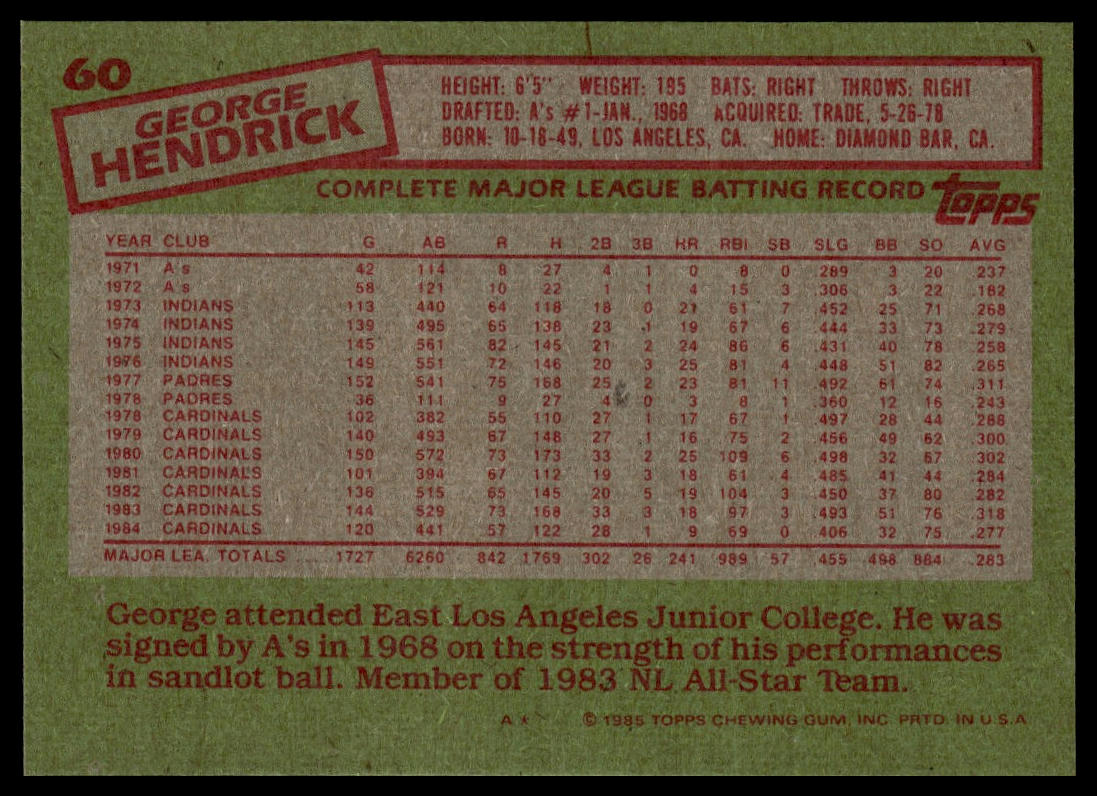 60
GEORGE
HENDRICK
HEIGHT: 6'5" WEIGHT: 195 BATS: RIGHT THROWS: RIGHT
DRAFTED: A's #1-JAN., 1968 ACQUIRED: TRADE, 5-26-78
BORN: 10-18-49, LOS ANGELES, CA. HOME: DIAMOND BAR, CA.
COMPLETE MAJOR LEAGUE BATTING RECORD
TOPPS
YEAR CLUB G AB R H 2B 3B HR RBI SB SLG BB SO AVG
1971 A's 42 114 8 27 4 1 0 8 0 .289 3 20 .237
1972 A's 58 121 10 22 1 1 4 15 3 .306 3 22 .182
1973 INDIANS 113 440 64 118 18 0 21 61 7 .452 25 71 .268
1974 INDIANS 139 495 65 138 23 1 19 67 6 .444 33 73 .279
1975 INDIANS 145 561 82 145 21 2 24 86 6 .431 40 78 .258
1976 INDIANS 149 551 72 146 20 3 25 81 4 .448 51 82 .265
1977 PADRES 152 541 75 168 25 2 23 81 11 .492 61 74 .311
1978 PADRES 36 111 9 27 4 0 3 8 1 .360 12 16 .243
1978 CARDINALS 102 382 55 110 27 1 17 67 1 .497 28 44 .288
1979 CARDINALS 140 493 67 148 27 1 16 75 2 .456 49 62 .300
1980 CARDINALS 150 572 73 173 33 2 25 109 6 .498 32 67 .302
1981 CARDINALS 101 394 67 112 19 3 18 61 4 .485 41 44 .284
1982 CARDINALS 136 515 65 145 20 5 19 104 3 .450 37 80 .282
1983 CARDINALS 144 529 73 168 33 3 18 97 3 .493 51 76 .318
1984 CARDINALS 120 441 57 122 28 1 9 69 0 .406 32 75 .277
MAJOR LEA. TOTALS 1727 6260 842 1769 302 26 241 989 57 .455 498 884 .283
George attended East Los Angeles Junior College. He was
signed by A's in 1968 on the strength of his performances
in sandlot ball. Member of 1983 NL All-Star Team.
A* © 1985 TOPPS CHEWING GUM, INC. PRTD. IN U.S.A.